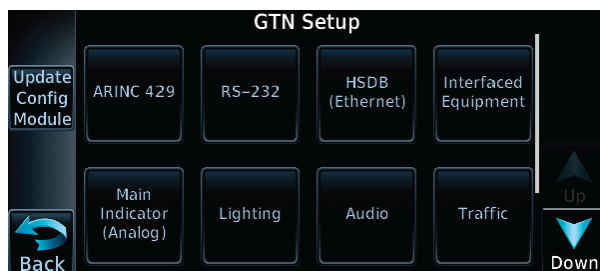 GTN Setup
Update
Config
Module
ARINC 429
RS-232
HSDB
(Ethernet)
Interfaced
Equipment
Main
Indicator
(Analog)
Lighting
Audio
Traffic
Up
Back
Down